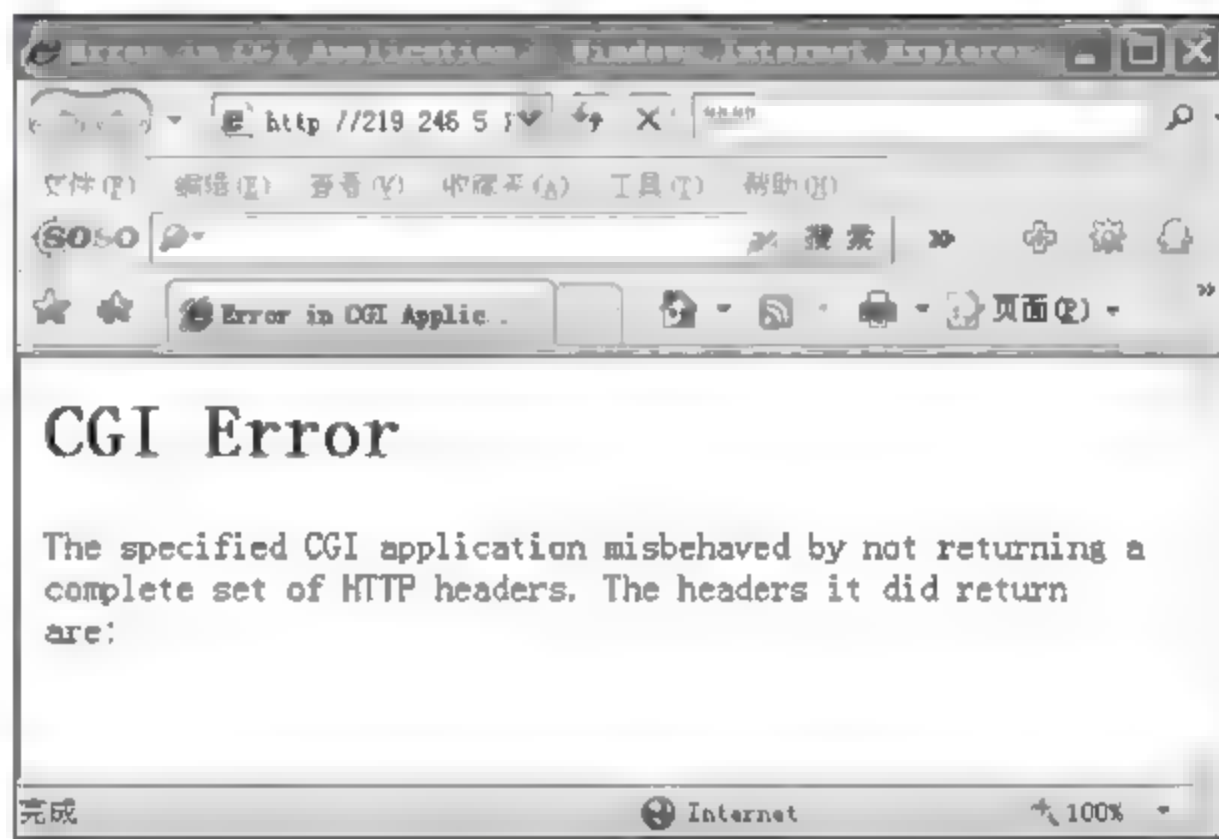 Error in CGI Application - Windows Internet Explorer
http //219 246 5
文件(F) 编辑(E) 查看(V) 收藏夹(A) 工具(T) 帮助(H)
SOSO 搜索 »
Error in CGI Applic.. 页面(P) »
CGI Error
The specified CGI application misbehaved by not returning a
complete set of HTTP headers. The headers it did return
are:
完成 Internet 100%